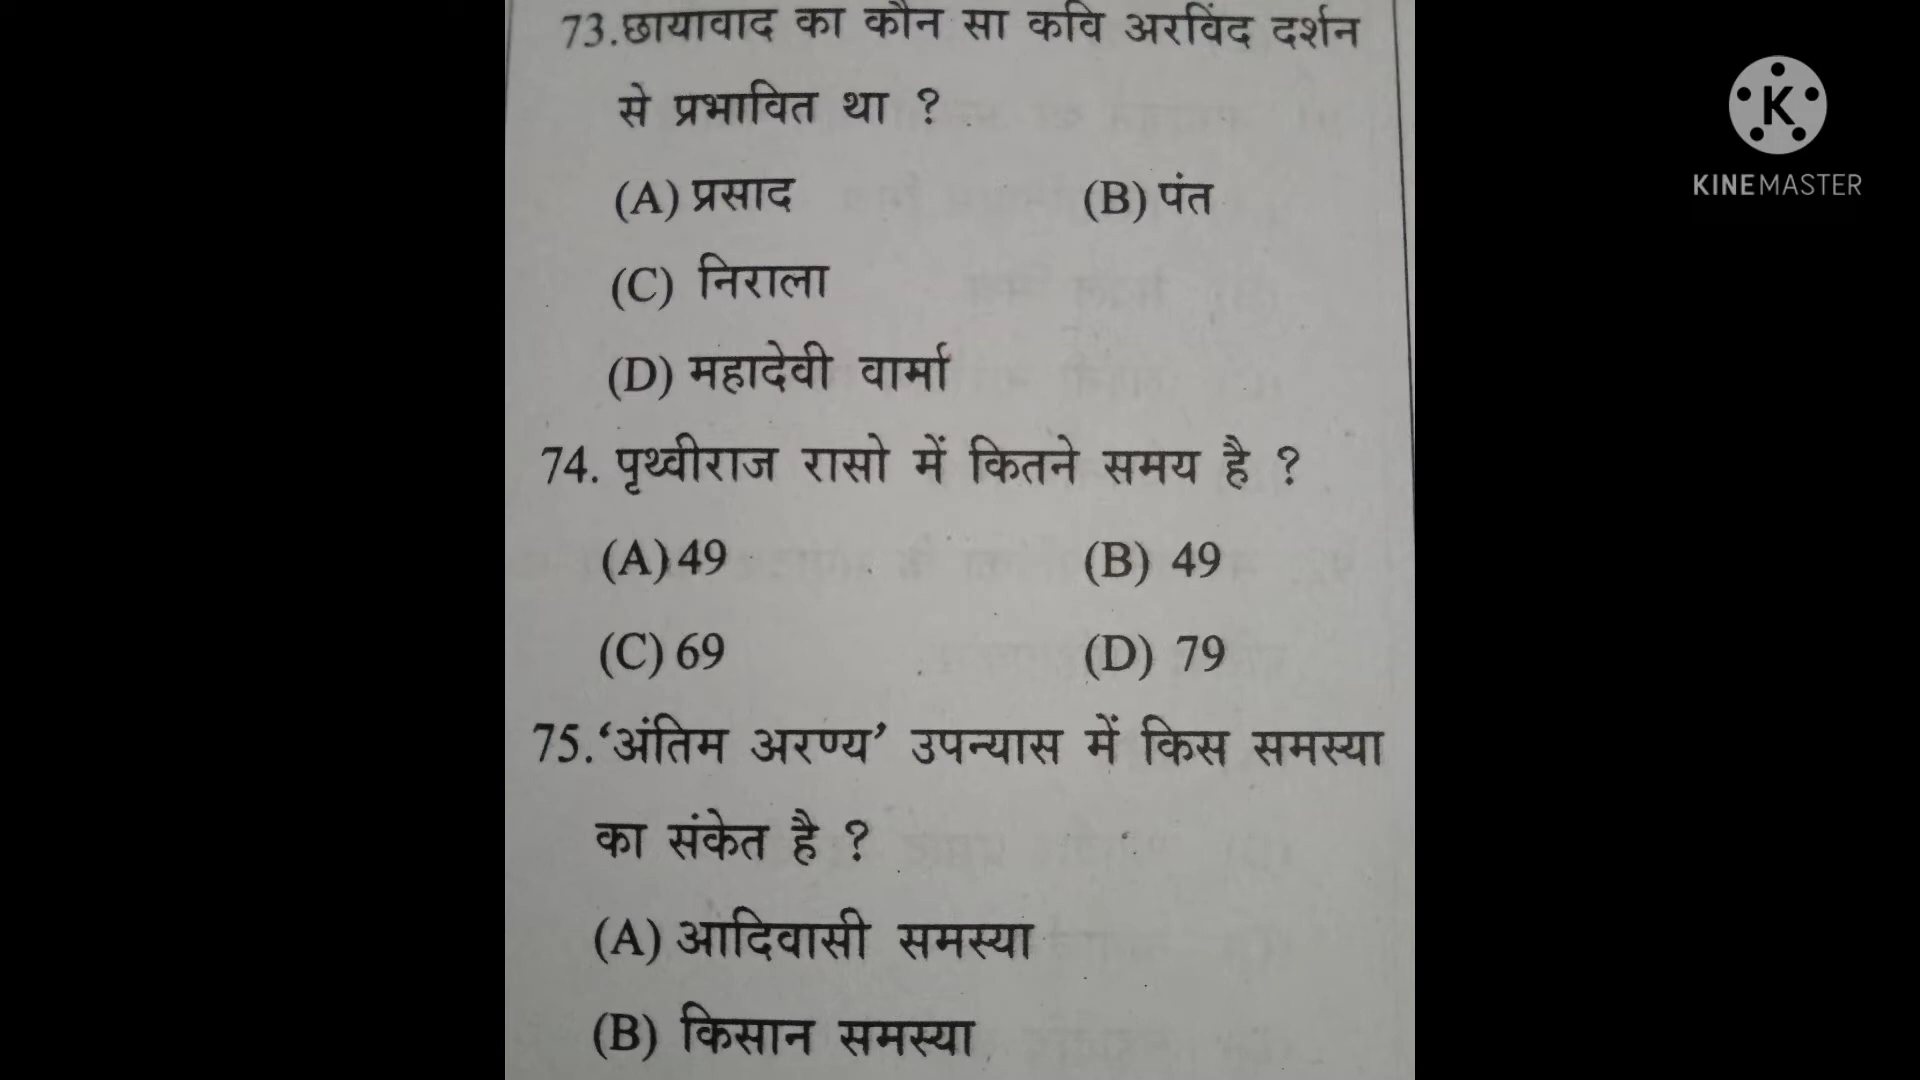 73.छायावाद का कौन सा कवि अरविंद दर्शन
से प्रभावित था ?
(A) प्रसाद (B) पंत
(C) निराला
(D) महादेवी वार्मा
74. पृथ्वीराज रासो में कितने समय है ?
(A) 49 (B) 49
(C) 69 (D) 79
75.‘अंतिम अरण्य’ उपन्यास में किस समस्या
का संकेत है ?
(A) आदिवासी समस्या
(B) किसान समस्या
K
KINEMASTER